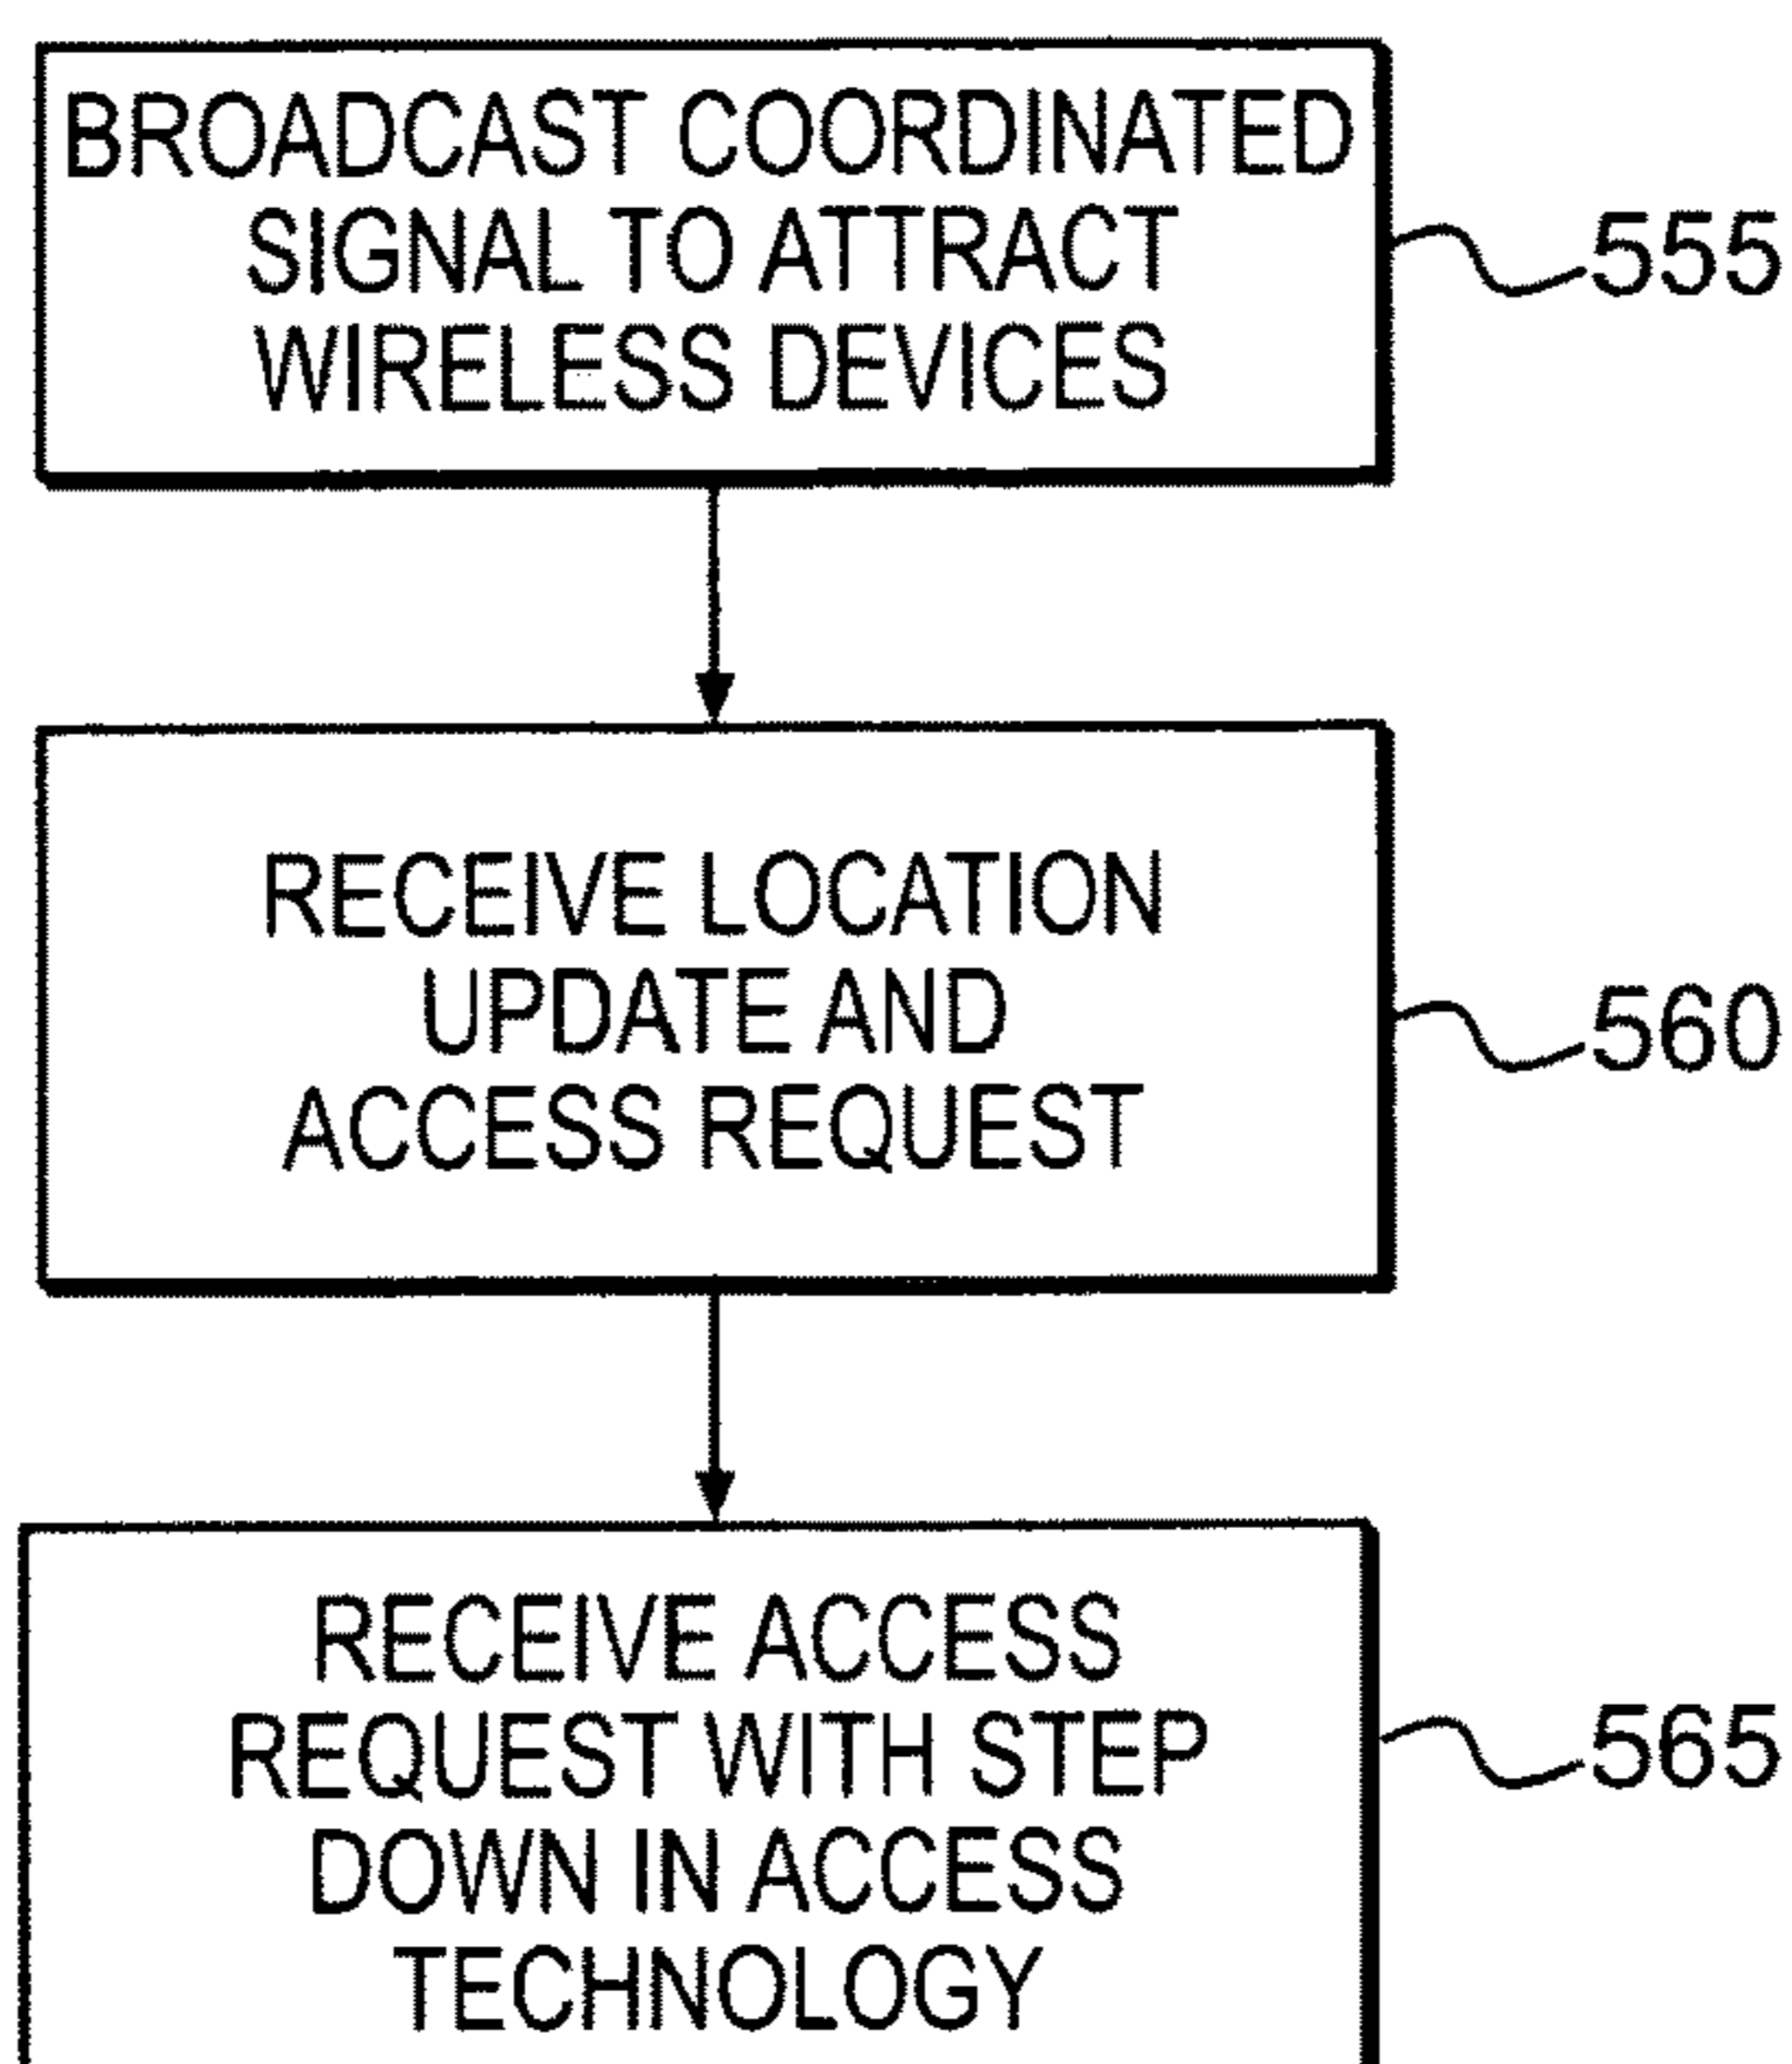 BROADCAST COORDINATED
SIGNAL TO ATTRACT
WIRELESS DEVICES
555
RECEIVE LOCATION
UPDATE AND
ACCESS REQUEST
560
RECEIVE ACCESS
REQUEST WITH STEP
DOWN IN ACCESS
TECHNOLOGY
565